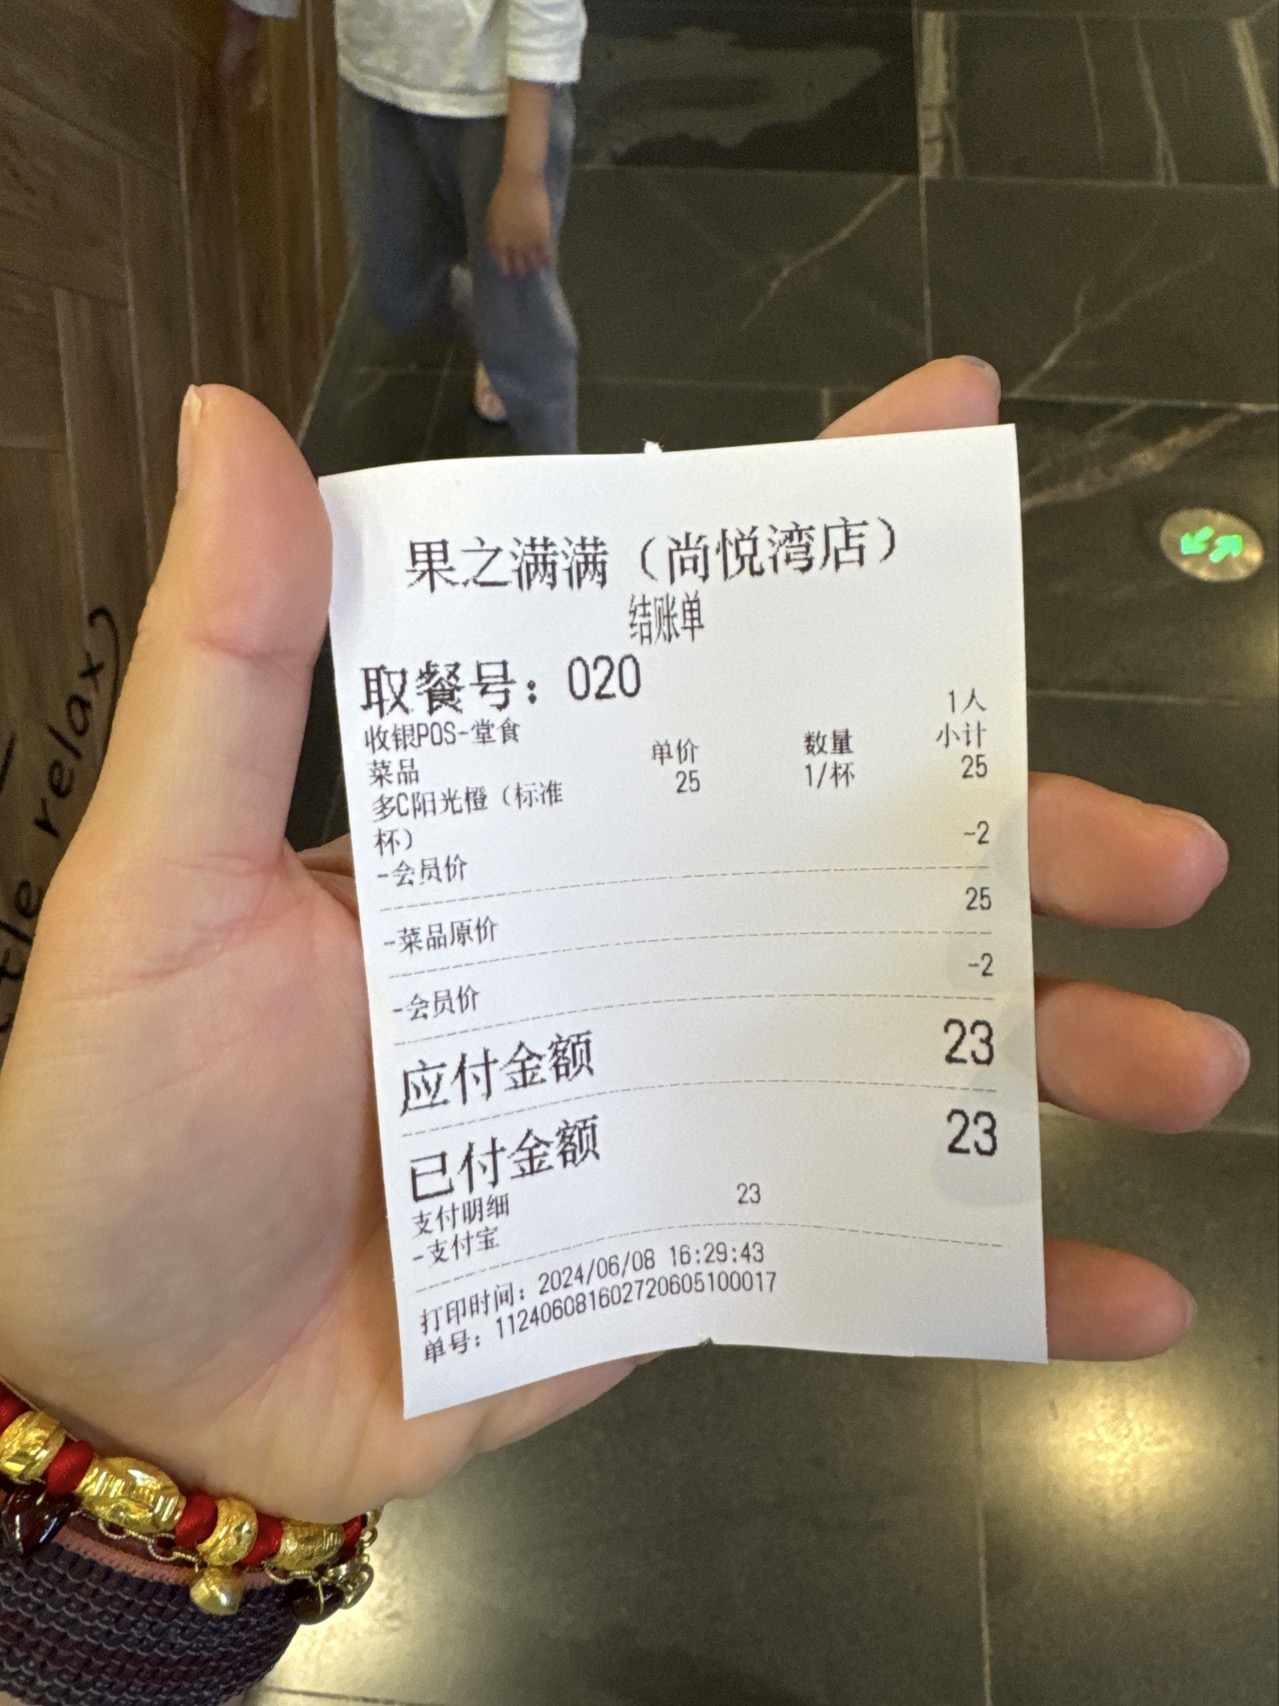 果之满满（尚悦湾店）
结账单
取餐号：020
收银POS-堂食 1人
菜品 单价 数量 小计
多C阳光橙（标准 25 1/杯 25
杯）
-会员价 -2
-菜品原价 25
-会员价 -2
应付金额 23
已付金额 23
支付明细
-支付宝 23
打印时间：2024/06/08 16:29:43
单号：11240608160272060510​0017
relax)